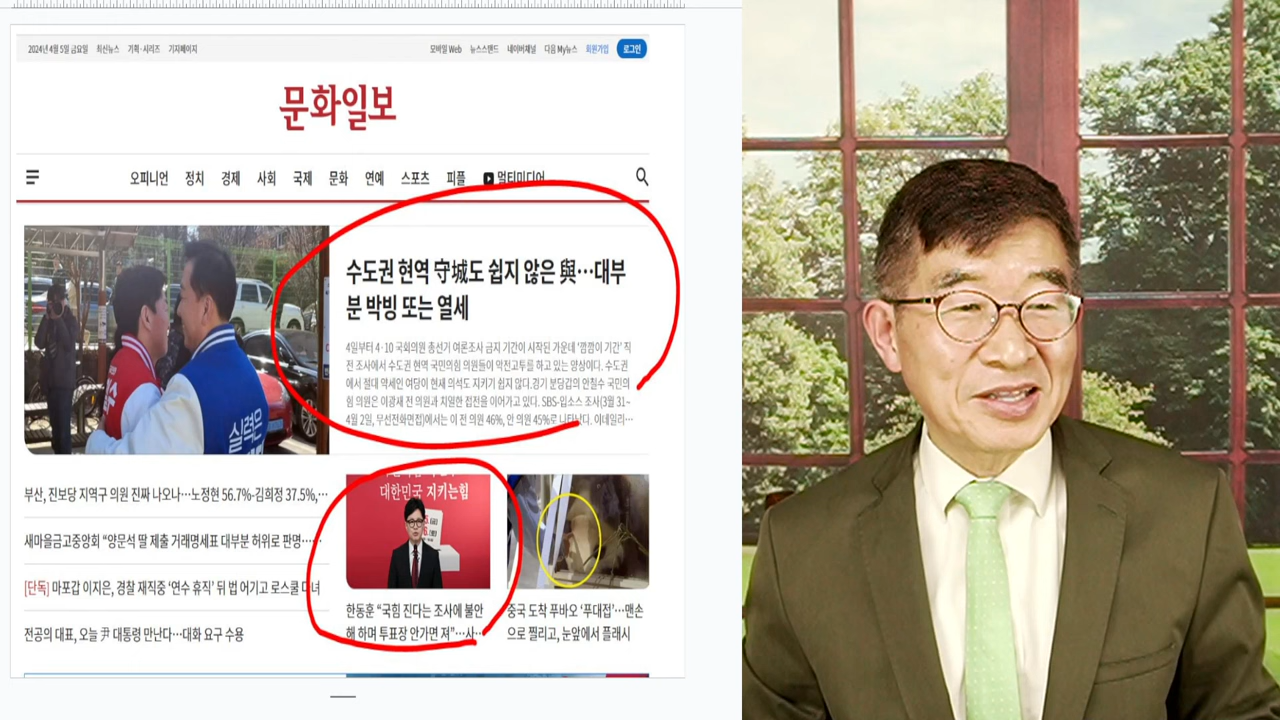 2024년 4월 5일 금요일 최신뉴스 기획·시리즈 기자페이지
모바일 Web 뉴스스탠드 네이버채널 다음 My뉴스 회원가입 로그인
문화일보
오피니언 정치 경제 사회 국제 문화 연예 스포츠 피플 멀티미디어
수도권 현역 守城도 쉽지 않은 與…대부
분 박빙 또는 열세
4일부터 4·10 국회의원 총선거 여론조사 금지 기간이 시작된 가운데 '깜깜이 기간' 직
전 조사에서 수도권 현역 국민의힘 의원들이 악전고투를 하고 있는 양상이다. 수도권
에서 절대 약세인 여당이 현재 의석도 지키기 쉽지 않다.경기 분당갑의 안철수 국민의
힘 의원은 이광재 전 의원과 치열한 접전을 이어가고 있다. SBS-입소스 조사(3월 31~
4월 2일, 무선전화면접)에서는 이 전 의원 46%, 안 의원 45%로 나타났다. 이데일리…
실력은
부산, 진보당 지역구 의원 진짜 나오나…노정현 56.7%-김희정 37.5%,…
새마을금고중앙회 "양문석 딸 제출 거래명세표 대부분 허위로 판명…
[단독] 마포갑 이지은, 경찰 재직중 '연수 휴직' 뒤 법 어기고 로스쿨 다녀
전공의 대표, 오늘 尹 대통령 만난다…대화 요구 수용
대한민국 지키는힘
한동훈 "국힘 진다는 조사에 불안
해 하며 투표장 안가면 져"…사…
중국 도착 푸바오 '푸대접'…맨손
으로 찔리고, 눈앞에서 플래시